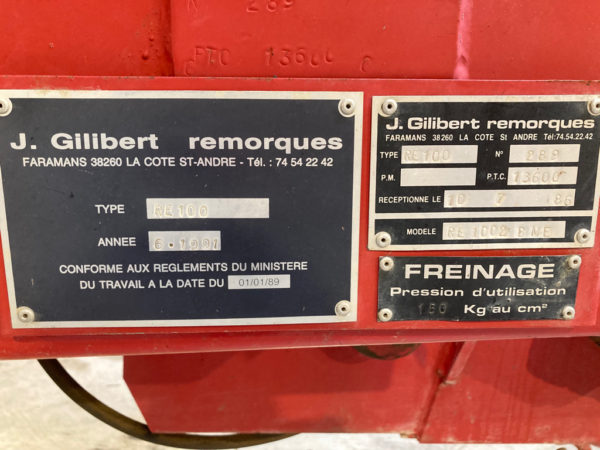 N 289
PTC 13600
J. Gilibert remorques
FARAMANS 38260 LA COTE ST-ANDRE - Tél. : 74 54 22 42
TYPE RE100
ANNEE 6.1991
CONFORME AUX REGLEMENTS DU MINISTERE
DU TRAVAIL A LA DATE DU 01/01/89
J. Gilibert remorques
FARAMANS 38260 LA COTE St ANDRE Tél:74.54.22.42
TYPE RE100 N° 289
P.M. P.T.C. 13600
RECEPTIONNE LE 10 7 86
MODELE RE1002 BNE
FREINAGE
Pression d'utilisation
150 Kg au cm²